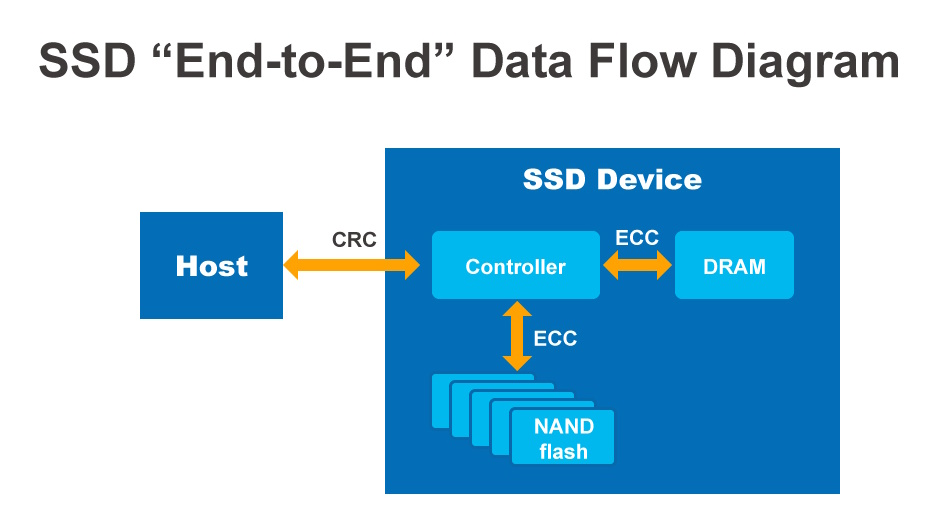 SSD “End-to-End” Data Flow Diagram
SSD Device
Host
CRC
Controller
ECC
DRAM
ECC
NAND
flash